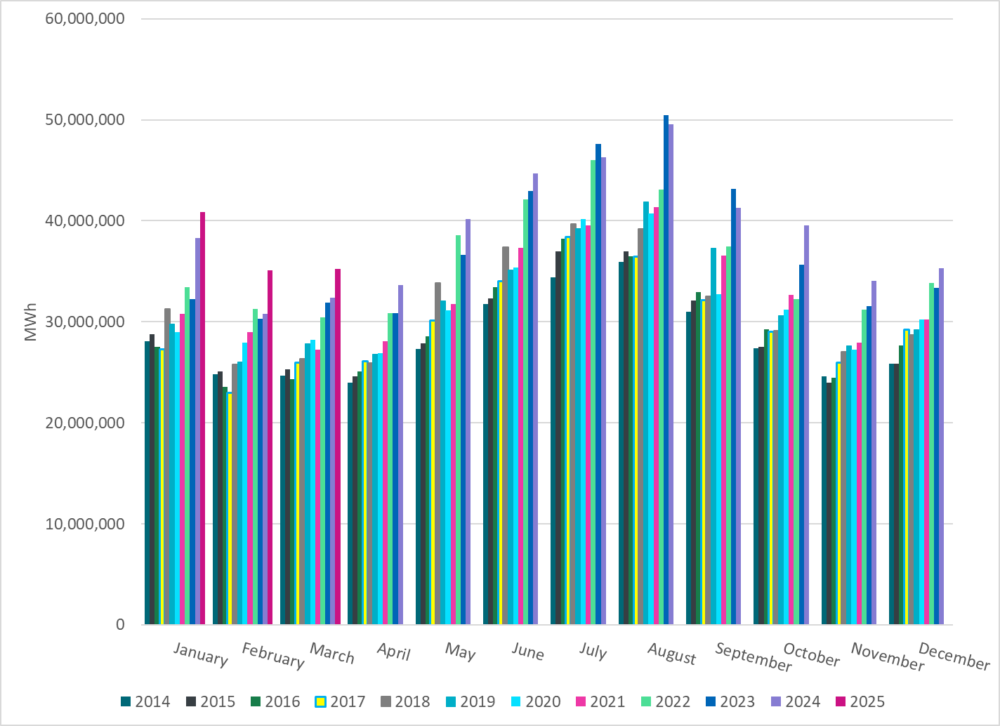 60,000,000
50,000,000
40,000,000
30,000,000
20,000,000
10,000,000
0
MWh
January February March April May June July August September October November December
2014 2015 2016 2017 2018 2019 2020 2021 2022 2023 2024 2025